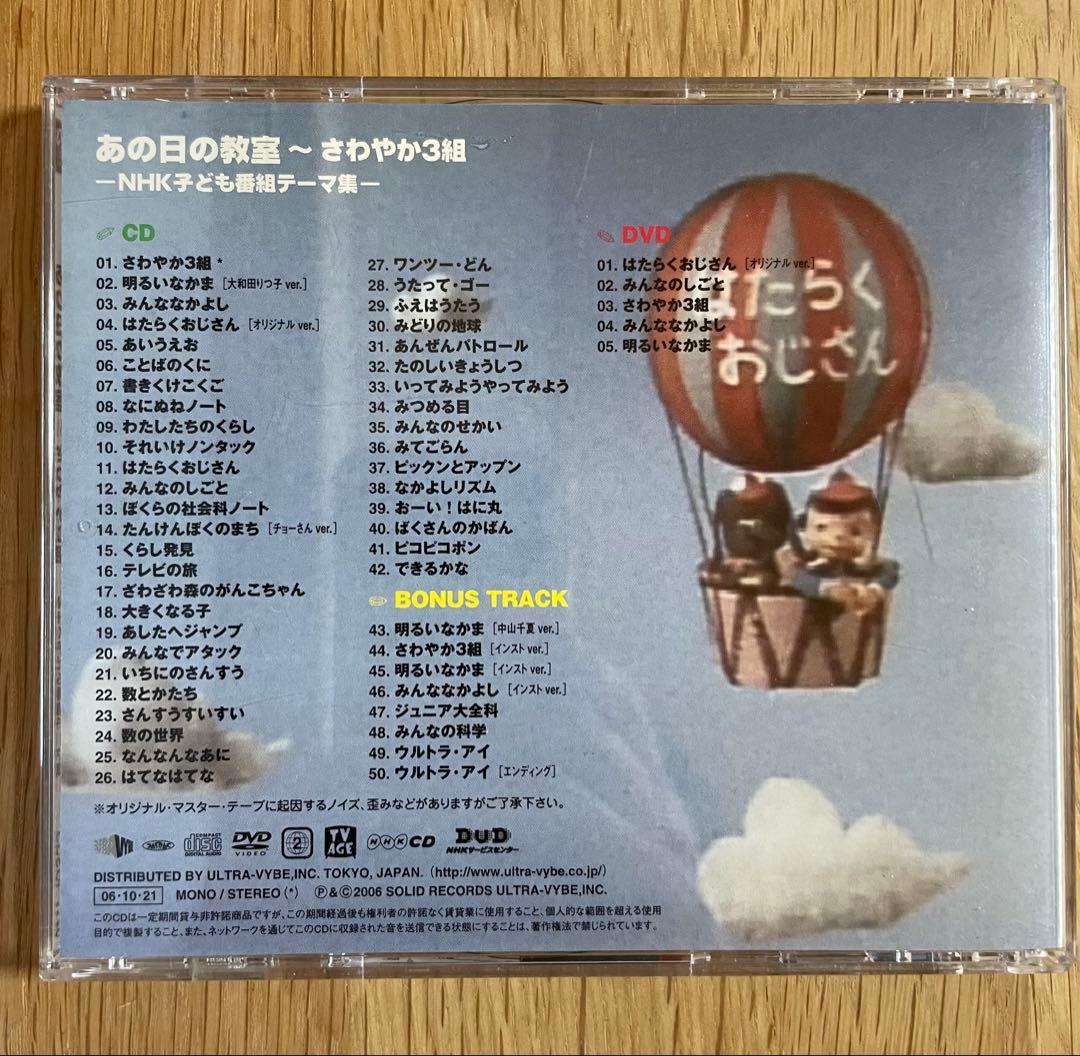 あの日の教室～さわやか3組
―NHK子ども番組テーマ集―
CD
01. さわやか3組 *
02. 明るいなかま [大和田りつ子 ver.]
03. みんななかよし
04. はたらくおじさん [オリジナル ver.]
05. あいうえお
06. ことばのくに
07. 書きくけこくご
08. なにぬねノート
09. わたしたちのくらし
10. それいけノンタック
11. はたらくおじさん
12. みんなのしごと
13. ぼくらの社会科ノート
14. たんけんぼくのまち [チョーさん ver.]
15. くらし発見
16. テレビの旅
17. ざわざわ森のがんこちゃん
18. 大きくなる子
19. あしたへジャンプ
20. みんなでアタック
21. いちにのさんすう
22. 数とかたち
23. さんすうすいすい
24. 数の世界
25. なんなんなあに
26. はてなはてな
27. ワンツー・どん
28. うたって・ゴー
29. ふえはうたう
30. みどりの地球
31. あんぜんパトロール
32. たのしいきょうしつ
33. いってみようやってみよう
34. みつめる目
35. みんなのせかい
36. みてごらん
37. ピックンとアップン
38. なかよしリズム
39. おーい!はに丸
40. ばくさんのかばん
41. ピコピコポン
42. できるかな
BONUS TRACK
43. 明るいなかま [中山千夏 ver.]
44. さわやか3組 [インスト ver.]
45. 明るいなかま [インスト ver.]
46. みんななかよし [インスト ver.]
47. ジュニア大全科
48. みんなの科学
49. ウルトラ・アイ
50. ウルトラ・アイ [エンディング]
DVD
01. はたらくおじさん [オリジナル ver.]
02. みんなのしごと
03. さわやか3組
04. みんななかよし
05. 明るいなかま
はたらく
おじさん
※オリジナル・マスター・テープに起因するノイズ、歪みなどがありますがご了承下さい。
COMPACT disc DIGITAL AUDIO DVD VIDEO 2 TV AGE NHK CD DVD NHKサービスセンター
DISTRIBUTED BY ULTRA-VYBE,INC. TOKYO, JAPAN. (http://www.ultra-vybe.co.jp/)
06・10・21 MONO / STEREO (*) Ⓟ&©2006 SOLID RECORDS ULTRA-VYBE,INC.
このCDは一定期間貸与非許諾商品ですが、この期間経過後も権利者の許諾なく賃貸業に使用すること、個人的な範囲を超える使用
目的で複製すること、また、ネットワークを通じてこのCDに収録された音を送信できる状態にすることは、著作権法で禁じられています。